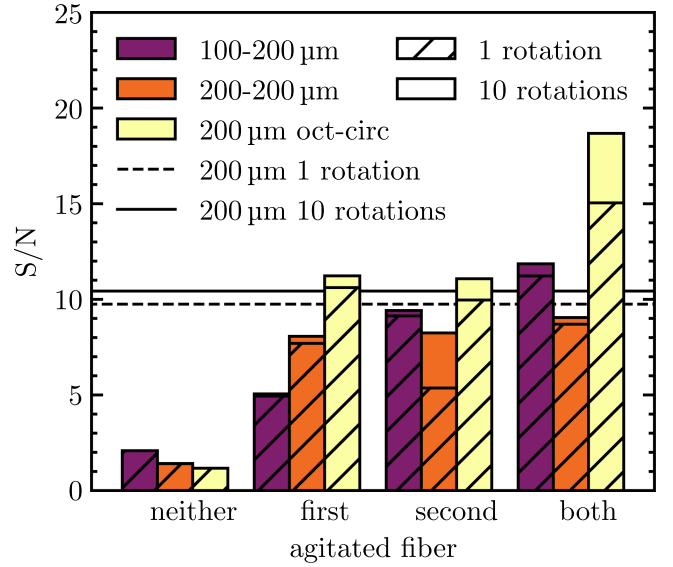 25
20
15
10
5
0
S/N
100-200 µm
200-200 µm
200 µm oct-circ
200 µm 1 rotation
200 µm 10 rotations
1 rotation
10 rotations
neither first second both
agitated fiber